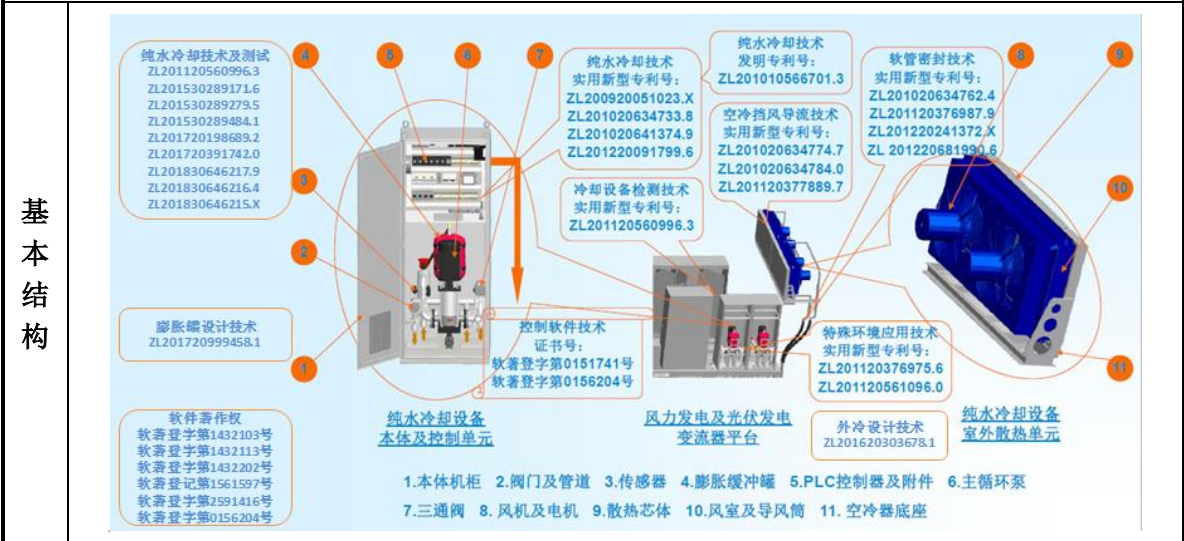 基本结构
纯水冷却技术及测试
ZL201120560996.3
ZL201530289171.6
ZL201530289279.5
ZL201530289484.1
ZL201720198689.2
ZL201720391742.0
ZL201830646217.9
ZL201830646216.4
ZL201830646215.X
4
5
6
7
纯水冷却技术
实用新型专利号：
ZL200920051023.X
ZL201020634733.8
ZL201020641374.9
ZL201220091799.6
纯水冷却技术
发明专利号：
ZL201010566701.3
软管密封技术
实用新型专利号：
ZL201020634762.4
ZL201120376987.9
ZL201220241372.X
ZL 201220681990.6
8
9
空冷挡风导流技术
实用新型专利号：
ZL201020634774.7
ZL201020634784.0
ZL201120377889.7
3
冷却设备检测技术
实用新型专利号：
ZL201120560996.3
10
2
膨胀罐设计技术
ZL201720999458.1
1
控制软件技术
证书号：
软著登字第0151741号
软著登字第0156204号
特殊环境应用技术
实用新型专利号：
ZL201120376975.6
ZL201120561096.0
11
软件著作权
软著登字第1432103号
软著登字第1432113号
软著登字第1432202号
软著登记第1561597号
软著登字第2591416号
软著登字第0156204号
纯水冷却设备
本体及控制单元
风力发电及光伏发电
变流器平台
外冷设计技术
ZL201620303678.1
纯水冷却设备
室外散热单元
1.本体机柜 2.阀门及管道 3.传感器 4.膨胀缓冲罐 5.PLC控制器及附件 6.主循环泵
7.三通阀 8. 风机及电机 9.散热芯体 10.风室及导风筒 11. 空冷器底座